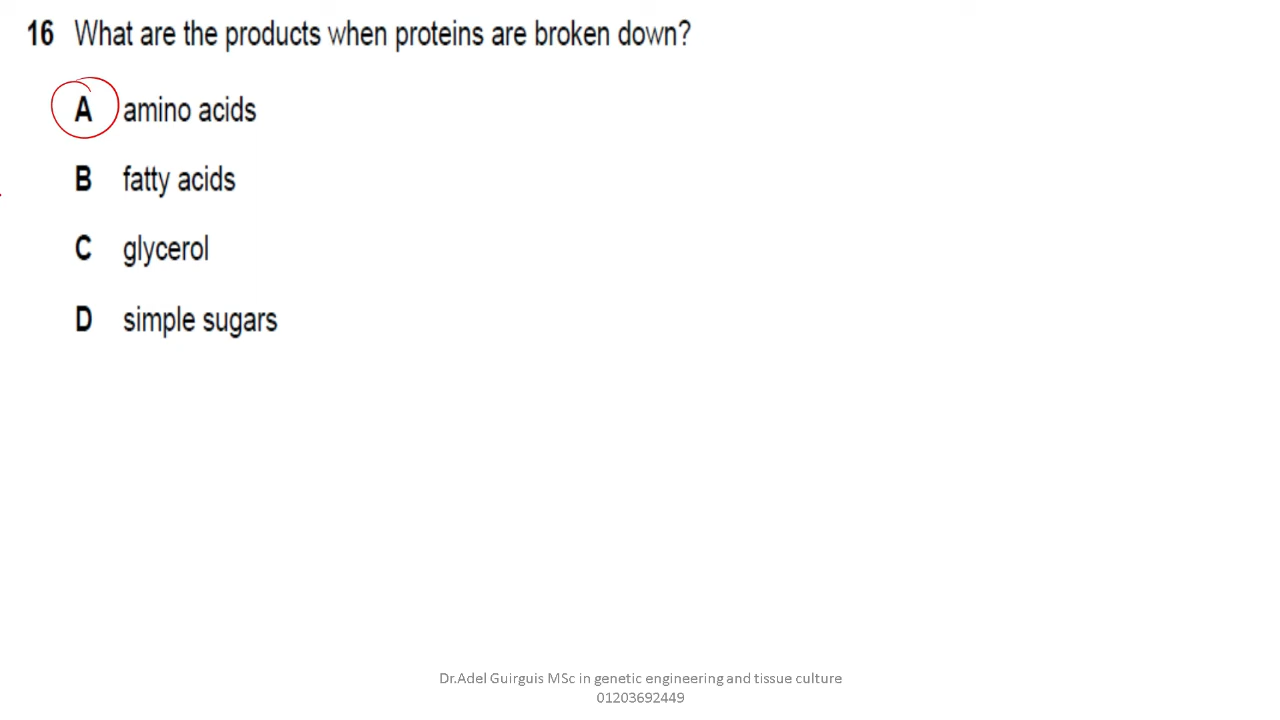 16 What are the products when proteins are broken down?
A amino acids
B fatty acids
C glycerol
D simple sugars
Dr.Adel Guirguis MSc in genetic engineering and tissue culture
01203692449